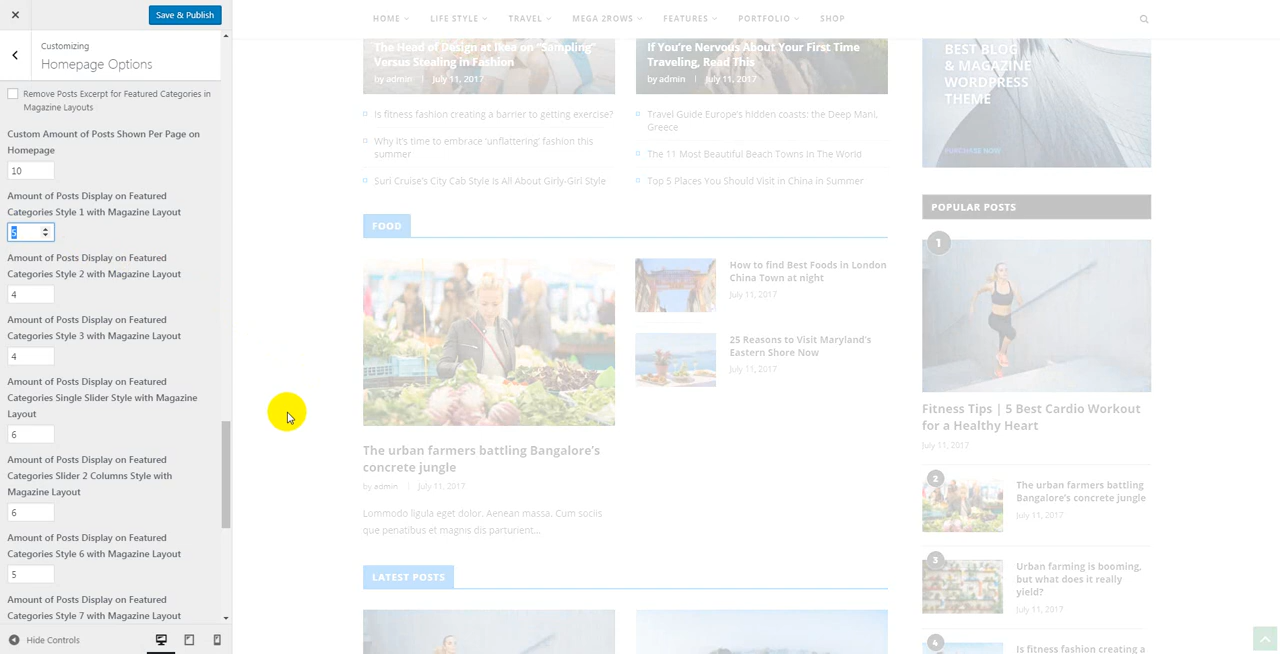 Save & Publish
Customizing
Homepage Options
Remove Posts Excerpt for Featured Categories in
Magazine Layouts
Custom Amount of Posts Shown Per Page on
Homepage
10
Amount of Posts Display on Featured
Categories Style 1 with Magazine Layout
5
Amount of Posts Display on Featured
Categories Style 2 with Magazine Layout
4
Amount of Posts Display on Featured
Categories Style 3 with Magazine Layout
4
Amount of Posts Display on Featured
Categories Single Slider Style with Magazine
Layout
6
Amount of Posts Display on Featured
Categories Slider 2 Columns Style with
Magazine Layout
6
Amount of Posts Display on Featured
Categories Style 6 with Magazine Layout
5
Amount of Posts Display on Featured
Categories Style 7 with Magazine Layout
Hide Controls
HOME LIFE STYLE TRAVEL MEGA 2ROWS FEATURES PORTFOLIO SHOP
The Head of Design at Ikea on "Sampling"
Versus Stealing in Fashion
by admin | July 11, 2017
Is fitness fashion creating a barrier to getting exercise?
Why it's time to embrace 'unflattering' fashion this
summer
Suri Cruise's City Cab Style Is All About Girly-Girl Style
If You're Nervous About Your First Time
Traveling, Read This
by admin | July 11, 2017
Travel Guide Europe's hidden coasts: the Deep Mani,
Greece
The 11 Most Beautiful Beach Towns In The World
Top 5 Places You Should Visit in China in Summer
FOOD
The urban farmers battling Bangalore's
concrete jungle
by admin | July 11, 2017
Lommodo ligula eget dolor. Aenean massa. Cum sociis
que penatibus et magnis dis parturient...
How to find Best Foods in London
China Town at night
July 11, 2017
25 Reasons to Visit Maryland's
Eastern Shore Now
July 11, 2017
LATEST POSTS
BEST BLOG
& MAGAZINE
WORDPRESS
THEME
PURCHASE NOW
POPULAR POSTS
1
Fitness Tips | 5 Best Cardio Workout
for a Healthy Heart
July 11, 2017
2
The urban farmers battling
Bangalore's concrete jungle
July 11, 2017
3
Urban farming is booming,
but what does it really
yield?
July 11, 2017
4
Is fitness fashion creating a